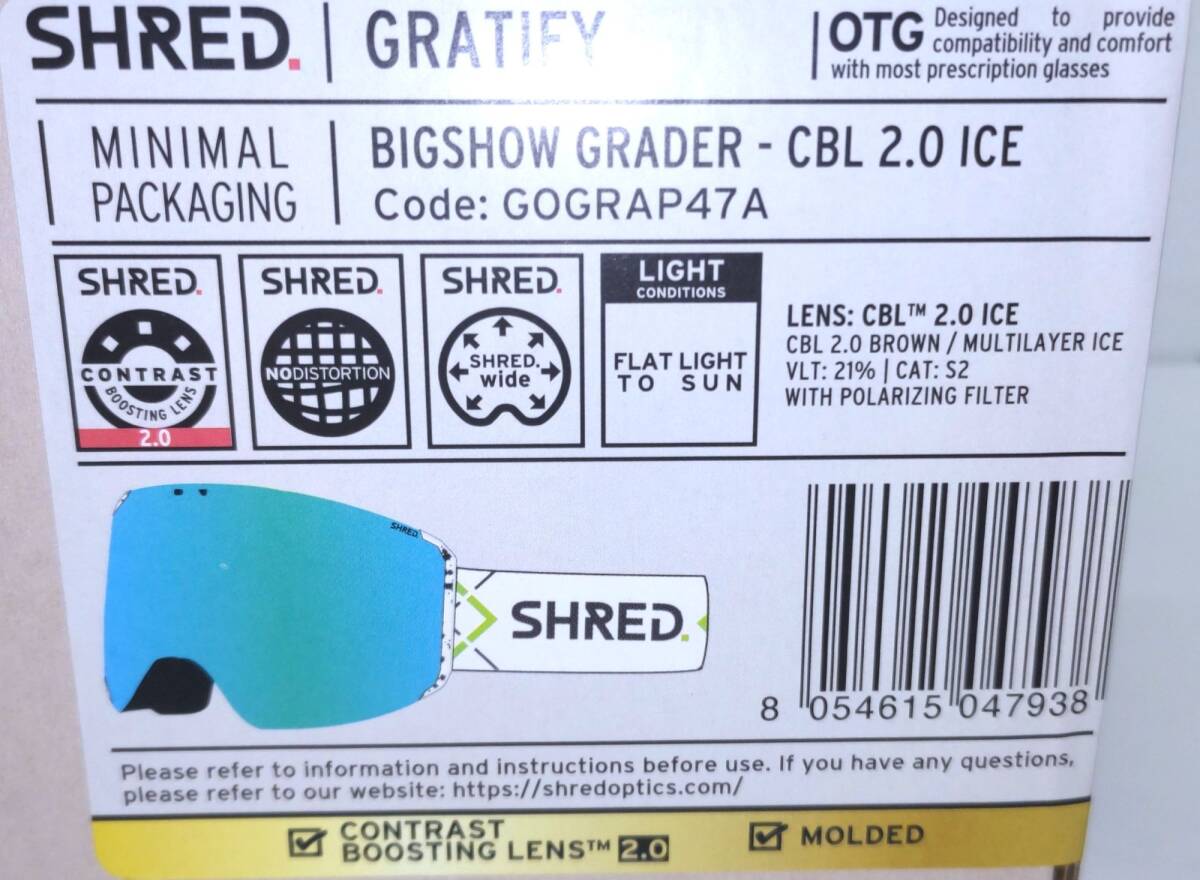 SHRED. GRATIFY
OTG Designed to provide
compatibility and comfort
with most prescription glasses
MINIMAL
PACKAGING
BIGSHOW GRADER - CBL 2.0 ICE
Code: GOGRAP47A
SHRED.
CONTRAST
BOOSTING LENS
2.0
SHRED.
NODISTORTION
SHRED.
SHRED.
wide
LIGHT
CONDITIONS
FLAT LIGHT
TO SUN
LENS: CBL™ 2.0 ICE
CBL 2.0 BROWN / MULTILAYER ICE
VLT: 21% | CAT: S2
WITH POLARIZING FILTER
SHRED.
SHRED.
8 054615 047938
Please refer to information and instructions before use. If you have any questions,
please refer to our website: https://shredoptics.com/
CONTRAST
BOOSTING LENS™ 2.0
MOLDED